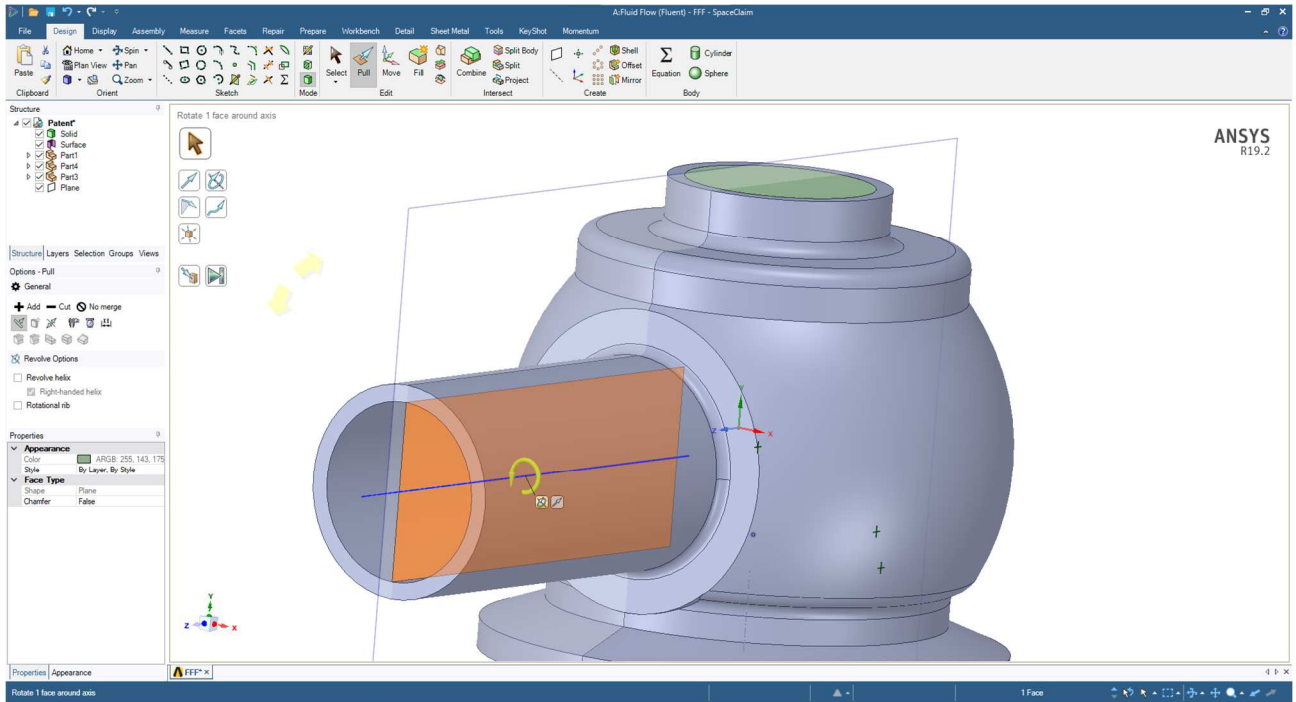 A:Fluid Flow (Fluent) - FFF - SpaceClaim
File Design Display Assembly Measure Facets Repair Prepare Workbench Detail Sheet Metal Tools KeyShot Momentum
Home Spin Split Body Shell Cylinder
Plan View Pan Split Offset
Paste Zoom Select Pull Move Fill Combine Project Mirror Equation Sphere
Clipboard Orient Sketch Mode Edit Intersect Create Body
Structure
Patent*
Solid
Surface
Part1
Part4
Part3
Plane
Structure Layers Selection Groups Views
Options - Pull
General
Add Cut No merge
Revolve Options
Revolve helix
Right-handed helix
Rotational rib
Properties
Appearance
Color ARGB: 255, 143, 175
Style By Layer, By Style
Face Type
Shape Plane
Chamfer False
Properties Appearance
Rotate 1 face around axis
ANSYS
R19.2
Y
Z
X
Y
Z
X
FFF*
Rotate 1 face around axis
1 Face